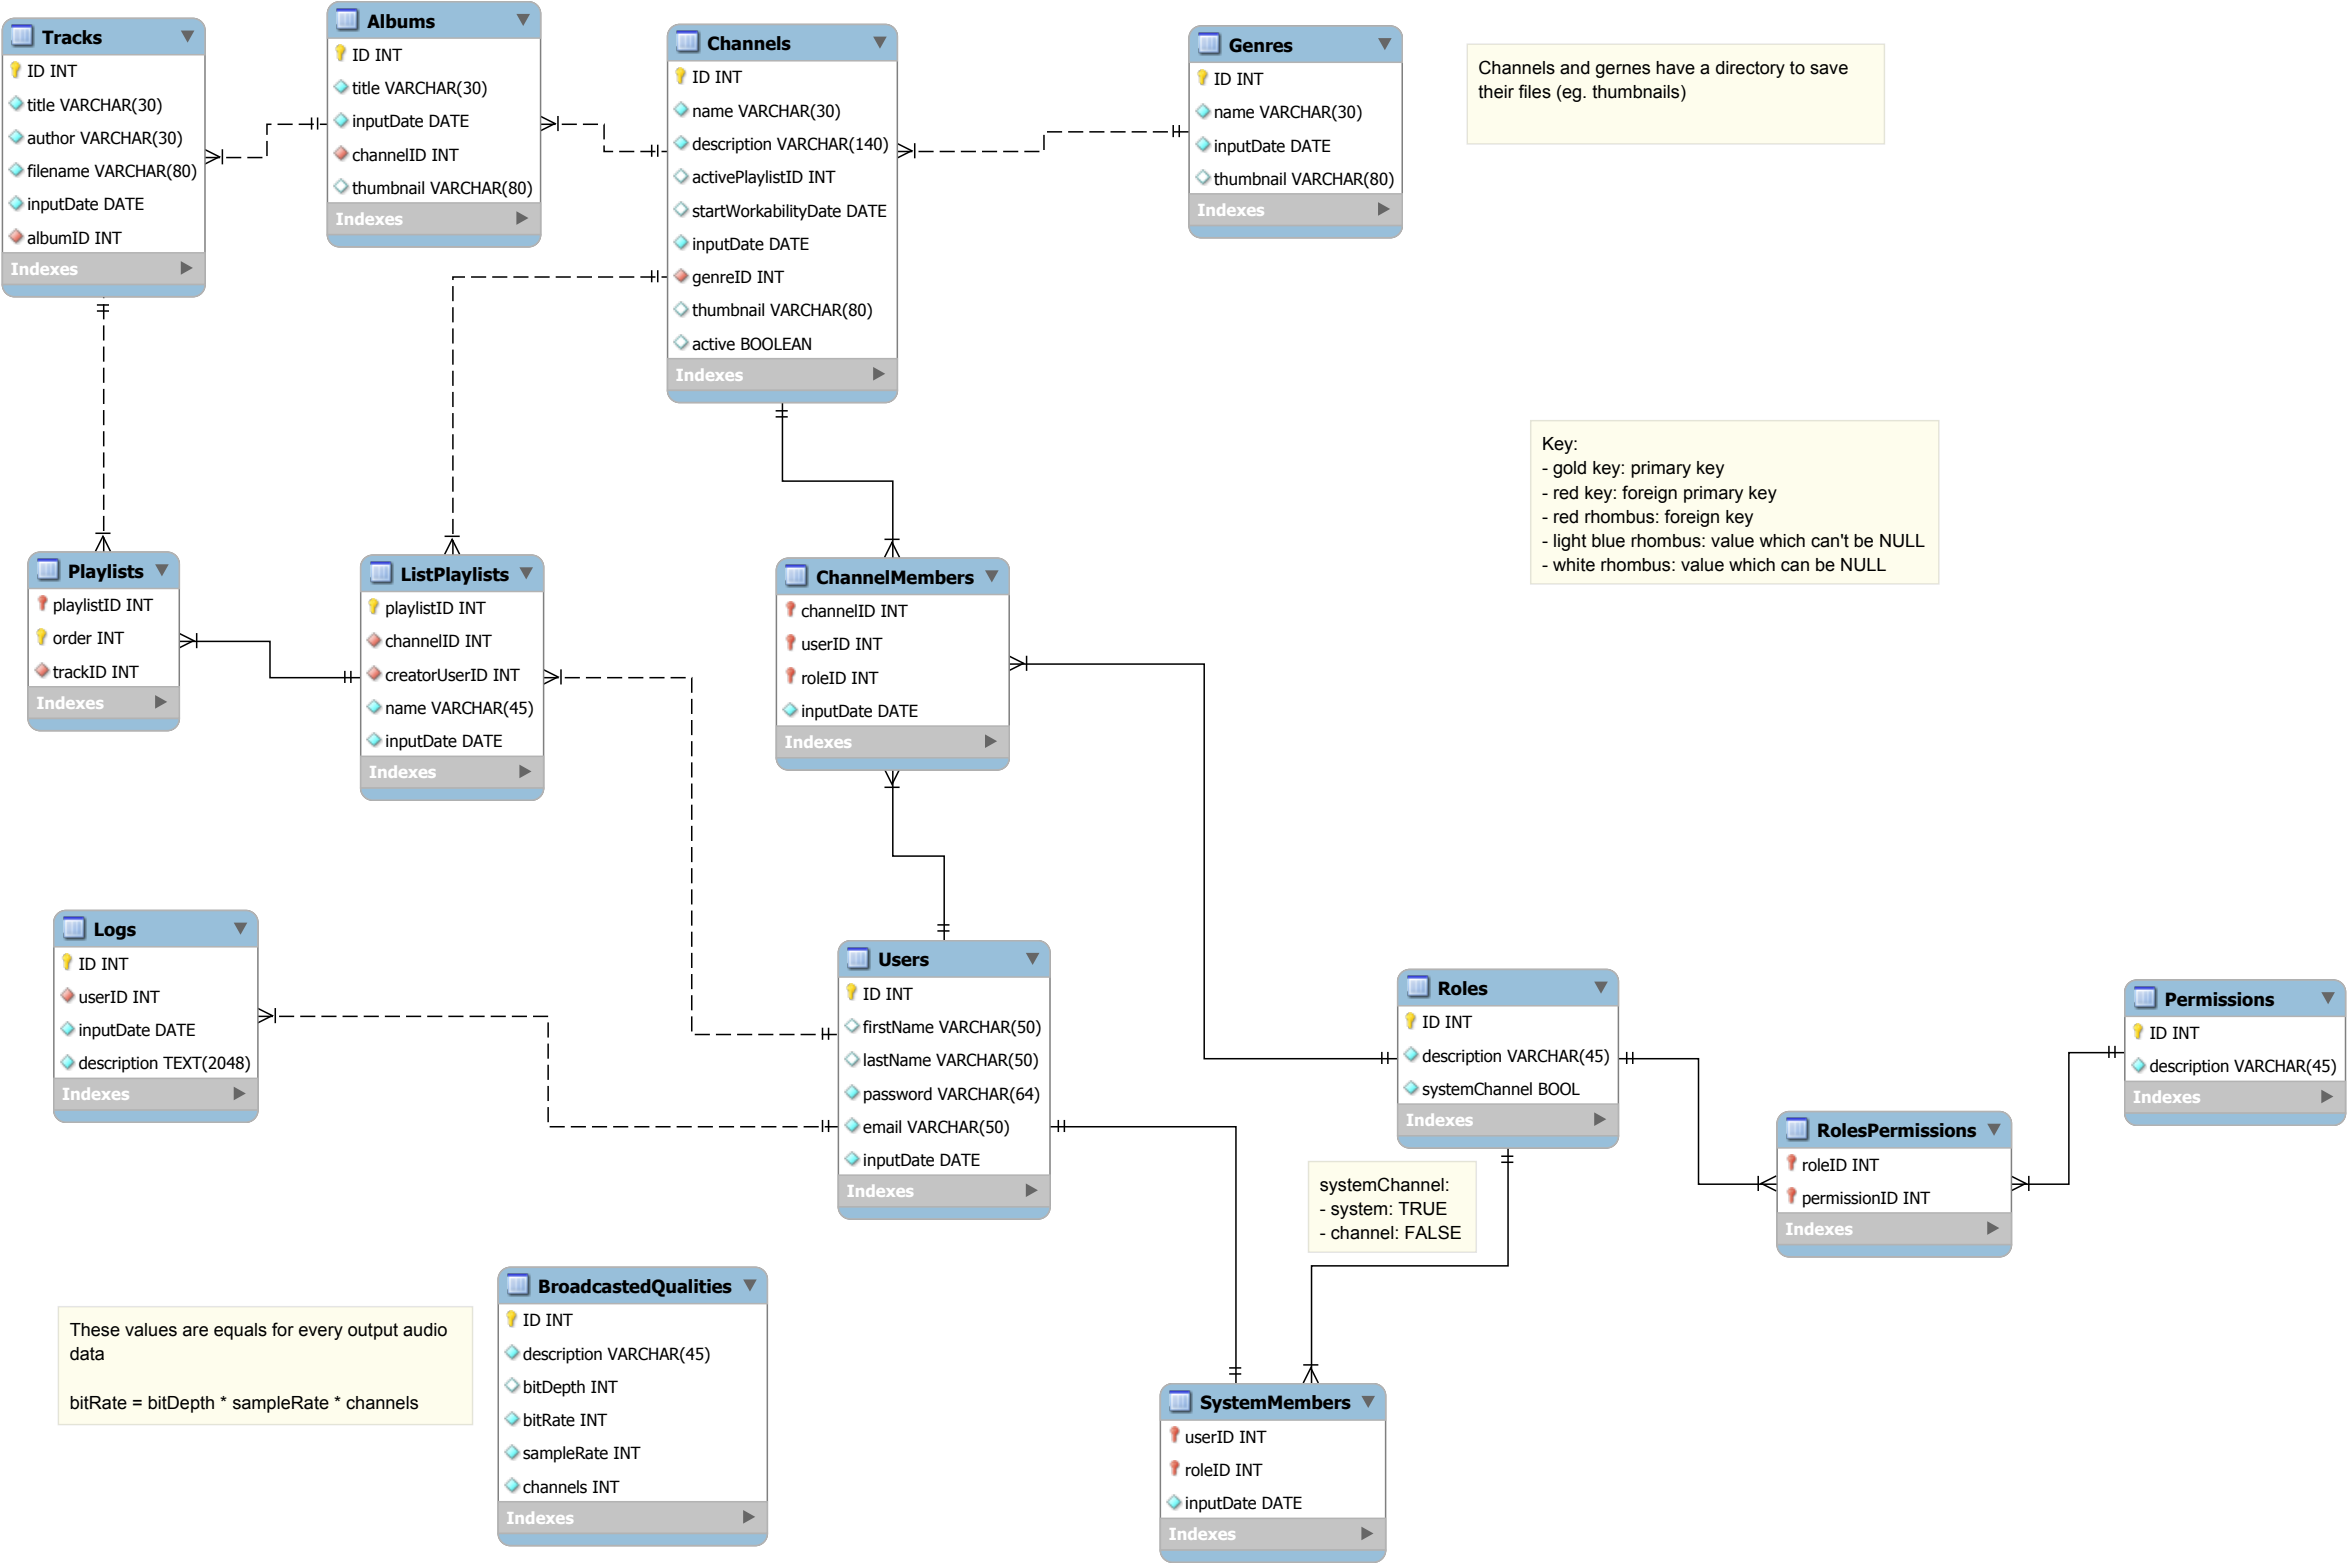 Tracks
ID INT
title VARCHAR(30)
author VARCHAR(30)
filename VARCHAR(80)
inputDate DATE
albumID INT
Indexes
Albums
ID INT
title VARCHAR(30)
inputDate DATE
channelID INT
thumbnail VARCHAR(80)
Indexes
Channels
ID INT
name VARCHAR(30)
description VARCHAR(140)
activePlaylistID INT
startWorkabilityDate DATE
inputDate DATE
genreID INT
thumbnail VARCHAR(80)
active BOOLEAN
Indexes
Genres
ID INT
name VARCHAR(30)
inputDate DATE
thumbnail VARCHAR(80)
Indexes
Channels and gernes have a directory to save
their files (eg. thumbnails)
Key:
- gold key: primary key
- red key: foreign primary key
- red rhombus: foreign key
- light blue rhombus: value which can't be NULL
- white rhombus: value which can be NULL
Playlists
playlistID INT
order INT
trackID INT
Indexes
ListPlaylists
playlistID INT
channelID INT
creatorUserID INT
name VARCHAR(45)
inputDate DATE
Indexes
ChannelMembers
channelID INT
userID INT
roleID INT
inputDate DATE
Indexes
Logs
ID INT
userID INT
inputDate DATE
description TEXT(2048)
Indexes
Users
ID INT
firstName VARCHAR(50)
lastName VARCHAR(50)
password VARCHAR(64)
email VARCHAR(50)
inputDate DATE
Indexes
Roles
ID INT
description VARCHAR(45)
systemChannel BOOL
Indexes
systemChannel:
- system: TRUE
- channel: FALSE
Permissions
ID INT
description VARCHAR(45)
Indexes
RolesPermissions
roleID INT
permissionID INT
Indexes
These values are equals for every output audio
data
bitRate = bitDepth * sampleRate * channels
BroadcastedQualities
ID INT
description VARCHAR(45)
bitDepth INT
bitRate INT
sampleRate INT
channels INT
Indexes
SystemMembers
userID INT
roleID INT
inputDate DATE
Indexes